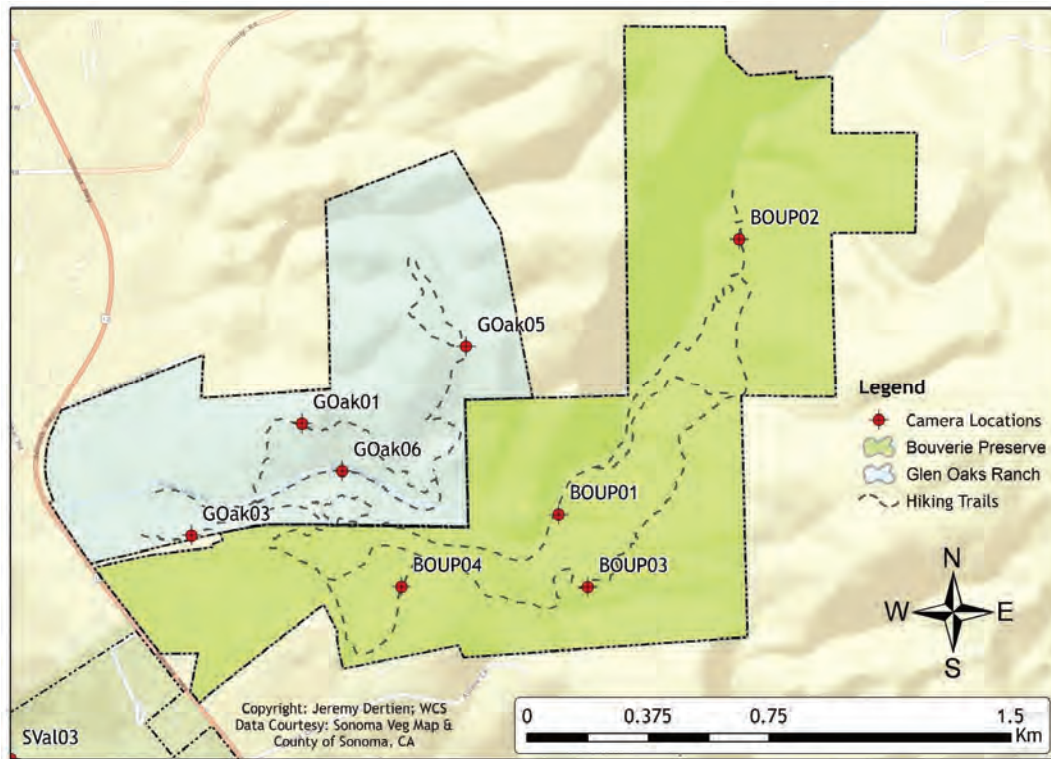 BOUP02
GOak05
Legend
GOak01
Camera Locations
GOak06
Bouverie Preserve
Glen Oaks Ranch
Hiking Trails
BOUP01
GOak03
BOUP04
BOUP03
N
W E
S
Copyright: Jeremy Dertien; WCS
Data Courtesy: Sonoma Veg Map &
County of Sonoma, CA
0 0.375 0.75 1.5
Km
SVal03